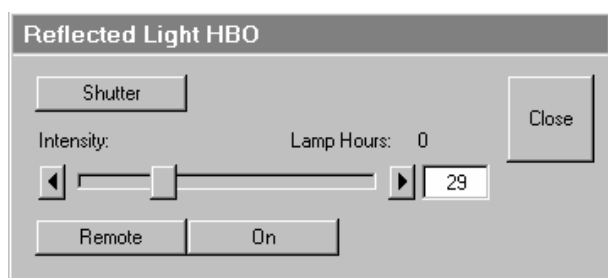 Reflected Light HBO
Shutter
Close
Intensity: Lamp Hours: 0
29
Remote On